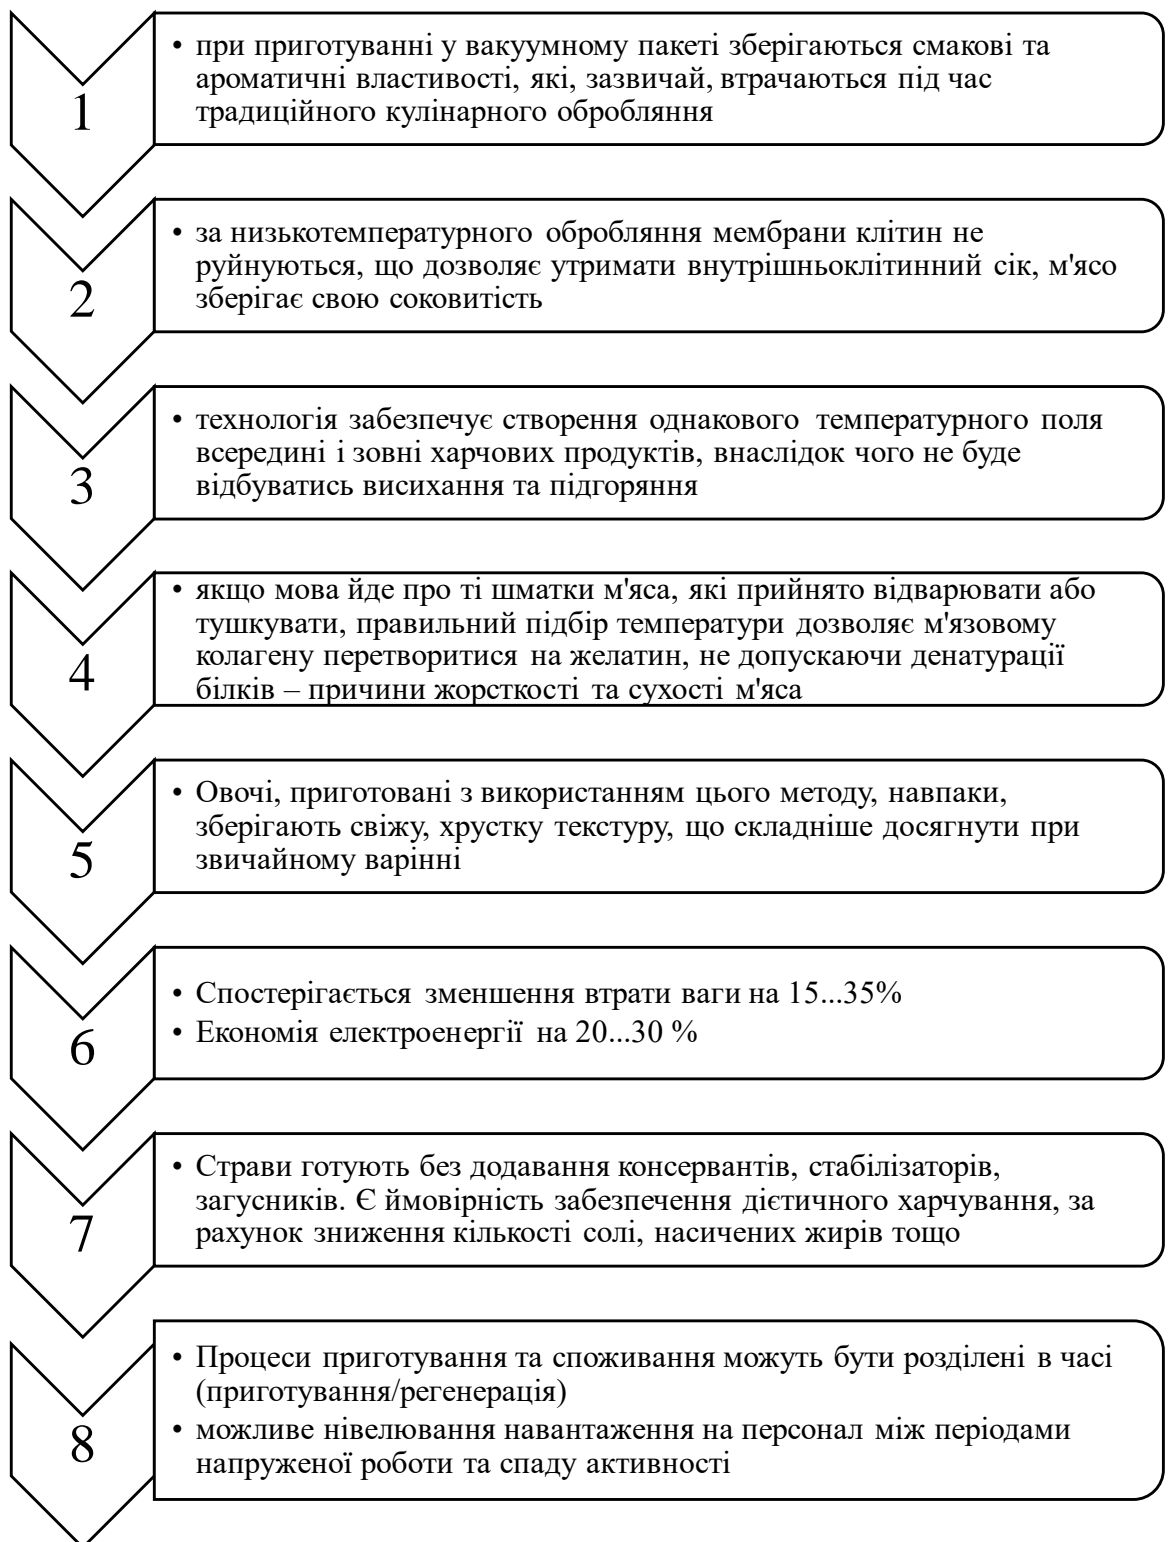 1
• при приготуванні у вакуумному пакеті зберігаються смакові та
ароматичні властивості, які, зазвичай, втрачаються під час
традиційного кулінарного обробляння
2
• за низькотемпературного обробляння мембрани клітин не
руйнуються, що дозволяє утримати внутрішньоклітинний сік, м'ясо
зберігає свою соковитість
3
• технологія забезпечує створення однакового температурного поля
всередині і зовні харчових продуктів, внаслідок чого не буде
відбуватись висихання та підгоряння
4
• якщо мова йде про ті шматки м'яса, які прийнято відварювати або
тушкувати, правильний підбір температури дозволяє м'язовому
колагену перетворитися на желатин, не допускаючи денатурації
білків – причини жорсткості та сухості м'яса
5
• Овочі, приготовані з використанням цього методу, навпаки,
зберігають свіжу, хрустку текстуру, що складніше досягнути при
звичайному варінні
6
• Спостерігається зменшення втрати ваги на 15...35%
• Економія електроенергії на 20...30 %
7
• Страви готують без додавання консервантів, стабілізаторів,
загусників. Є ймовірність забезпечення дієтичного харчування, за
рахунок зниження кількості солі, насичених жирів тощо
8
• Процеси приготування та споживання можуть бути розділені в часі
(приготування/регенерація)
• можливе нівелювання навантаження на персонал між періодами
напруженої роботи та спаду активності